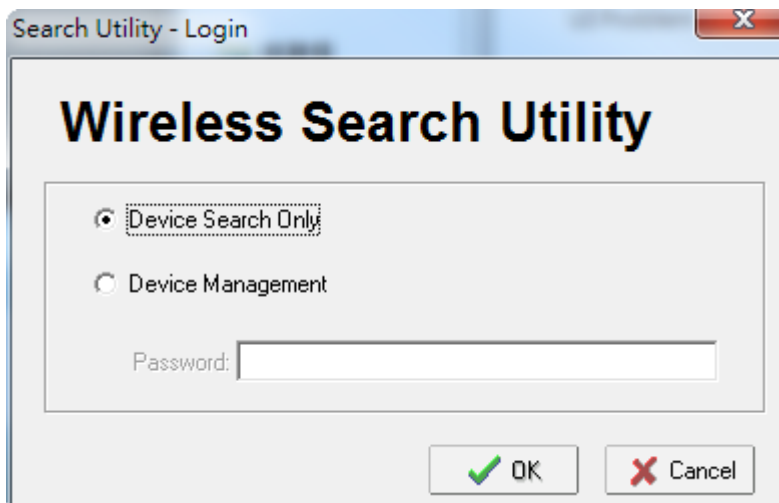 Search Utility - Login
Wireless Search Utility
Device Search Only
Device Management
Password:
OK
Cancel